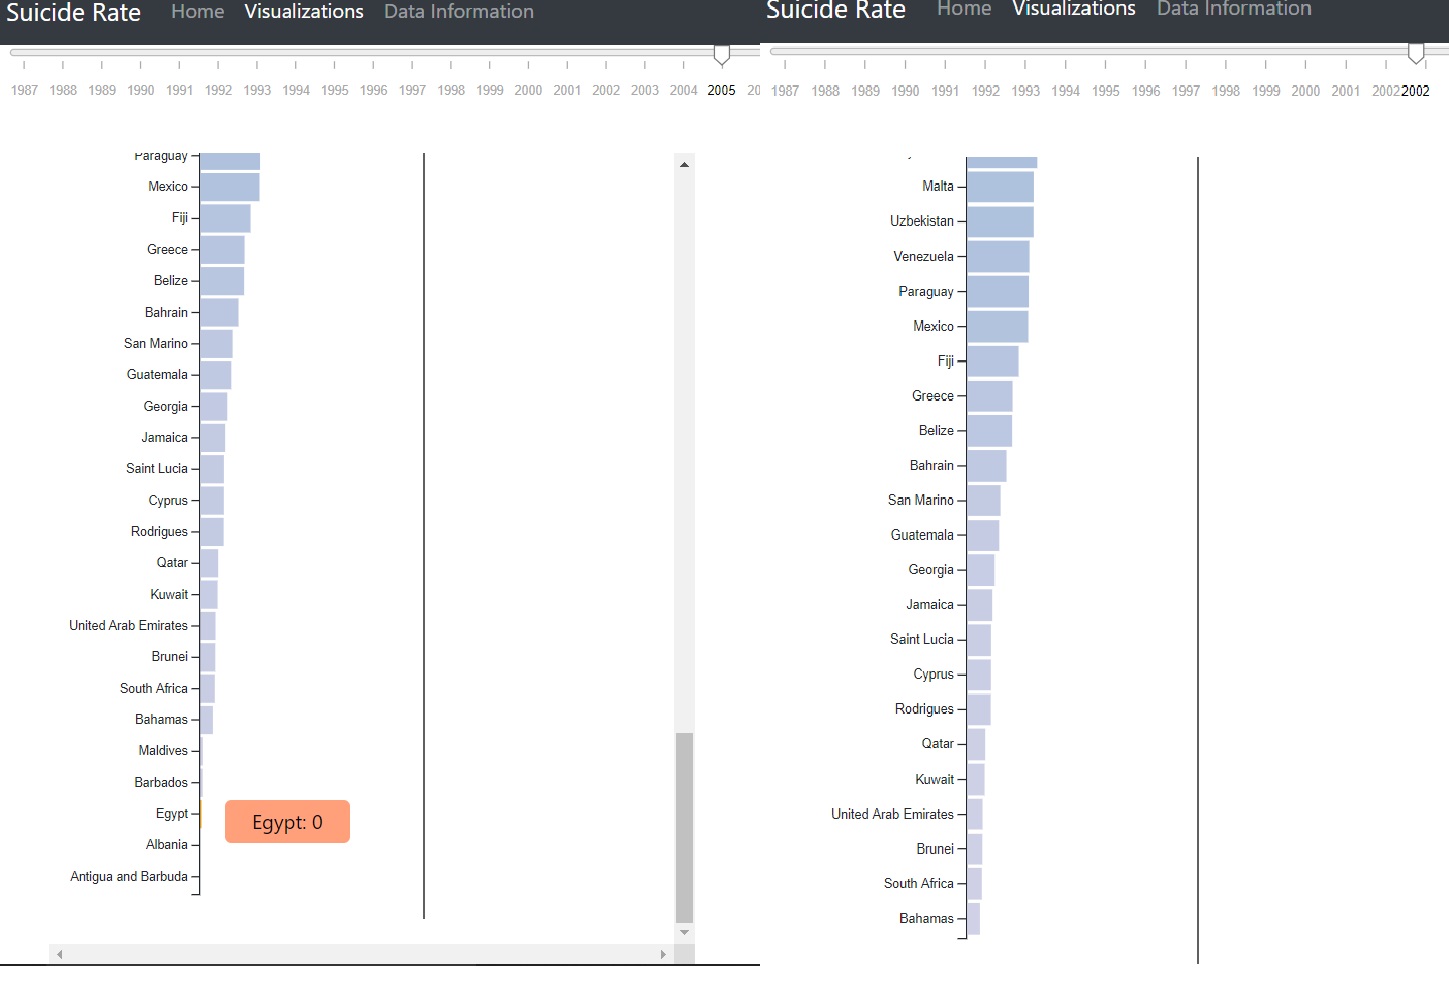 Suicide Rate Home Visualizations Data Information
1987 1988 1989 1990 1991 1992 1993 1994 1995 1996 1997 1998 1999 2000 2001 2002 2003 2004 2005 20
Paraguay
Mexico
Fiji
Greece
Belize
Bahrain
San Marino
Guatemala
Georgia
Jamaica
Saint Lucia
Cyprus
Rodrigues
Qatar
Kuwait
United Arab Emirates
Brunei
South Africa
Bahamas
Maldives
Barbados
Egypt
Egypt: 0
Albania
Antigua and Barbuda
Suicide Rate Home Visualizations Data Information
1987 1988 1989 1990 1991 1992 1993 1994 1995 1996 1997 1998 1999 2000 2001 2002 2002
Malta
Uzbekistan
Venezuela
Paraguay
Mexico
Fiji
Greece
Belize
Bahrain
San Marino
Guatemala
Georgia
Jamaica
Saint Lucia
Cyprus
Rodrigues
Qatar
Kuwait
United Arab Emirates
Brunei
South Africa
Bahamas